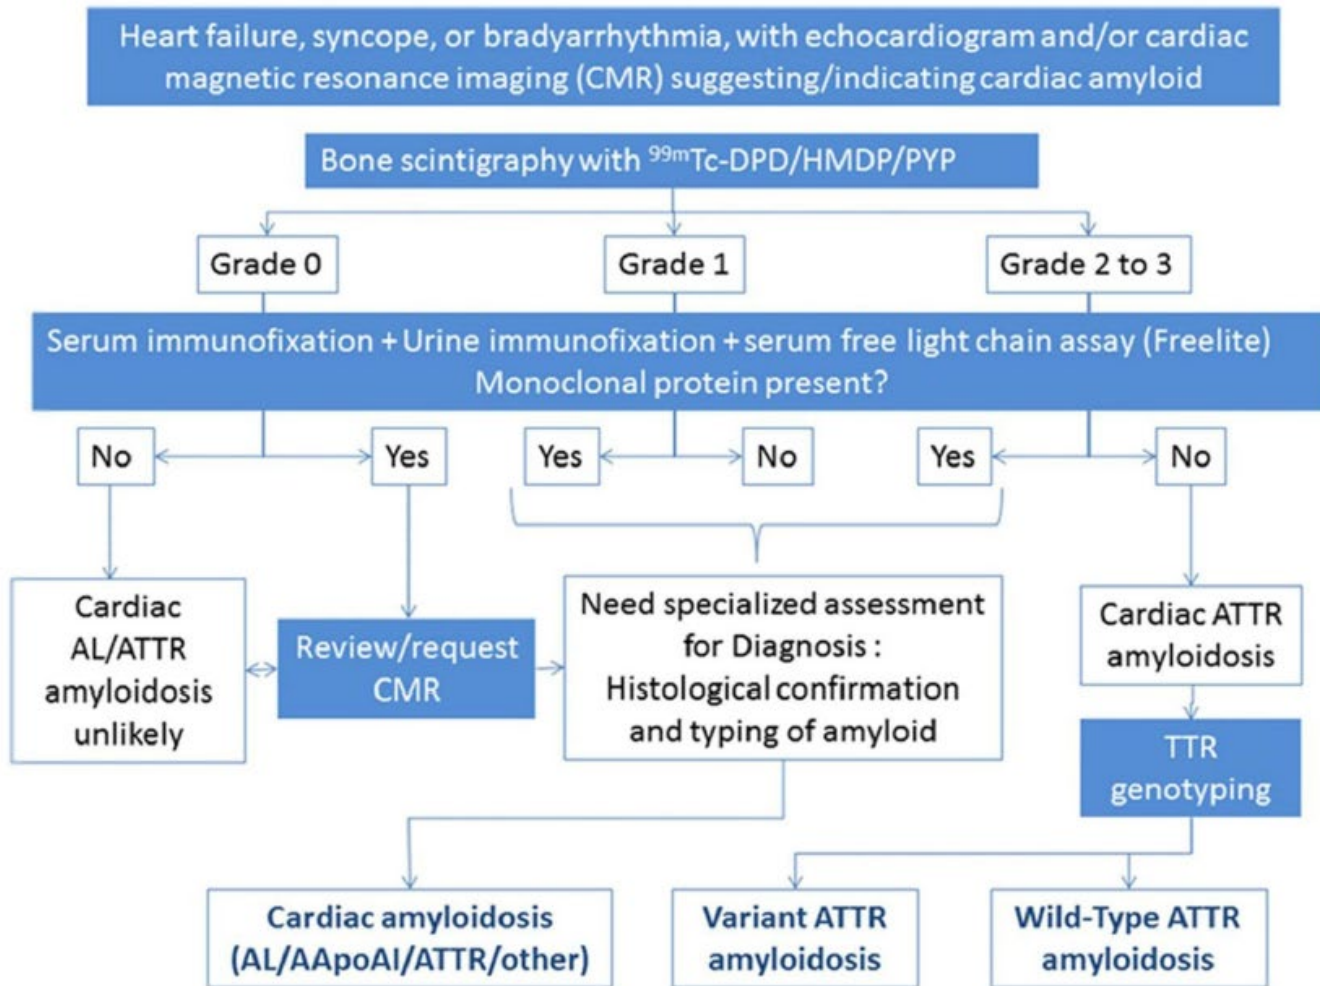 Heart failure, syncope, or bradyarrhythmia, with echocardiogram and/or cardiac
magnetic resonance imaging (CMR) suggesting/indicating cardiac amyloid
Bone scintigraphy with ⁹⁹ᵐTc-DPD/HMDP/PYP
Grade 0
Grade 1
Grade 2 to 3
Serum immunofixation + Urine immunofixation + serum free light chain assay (Freelite)
Monoclonal protein present?
No
Yes
Yes
No
Yes
No
Cardiac
AL/ATTR
amyloidosis
unlikely
Review/request
CMR
Need specialized assessment
for Diagnosis :
Histological confirmation
and typing of amyloid
Cardiac ATTR
amyloidosis
TTR
genotyping
Cardiac amyloidosis
(AL/AApoAI/ATTR/other)
Variant ATTR
amyloidosis
Wild-Type ATTR
amyloidosis